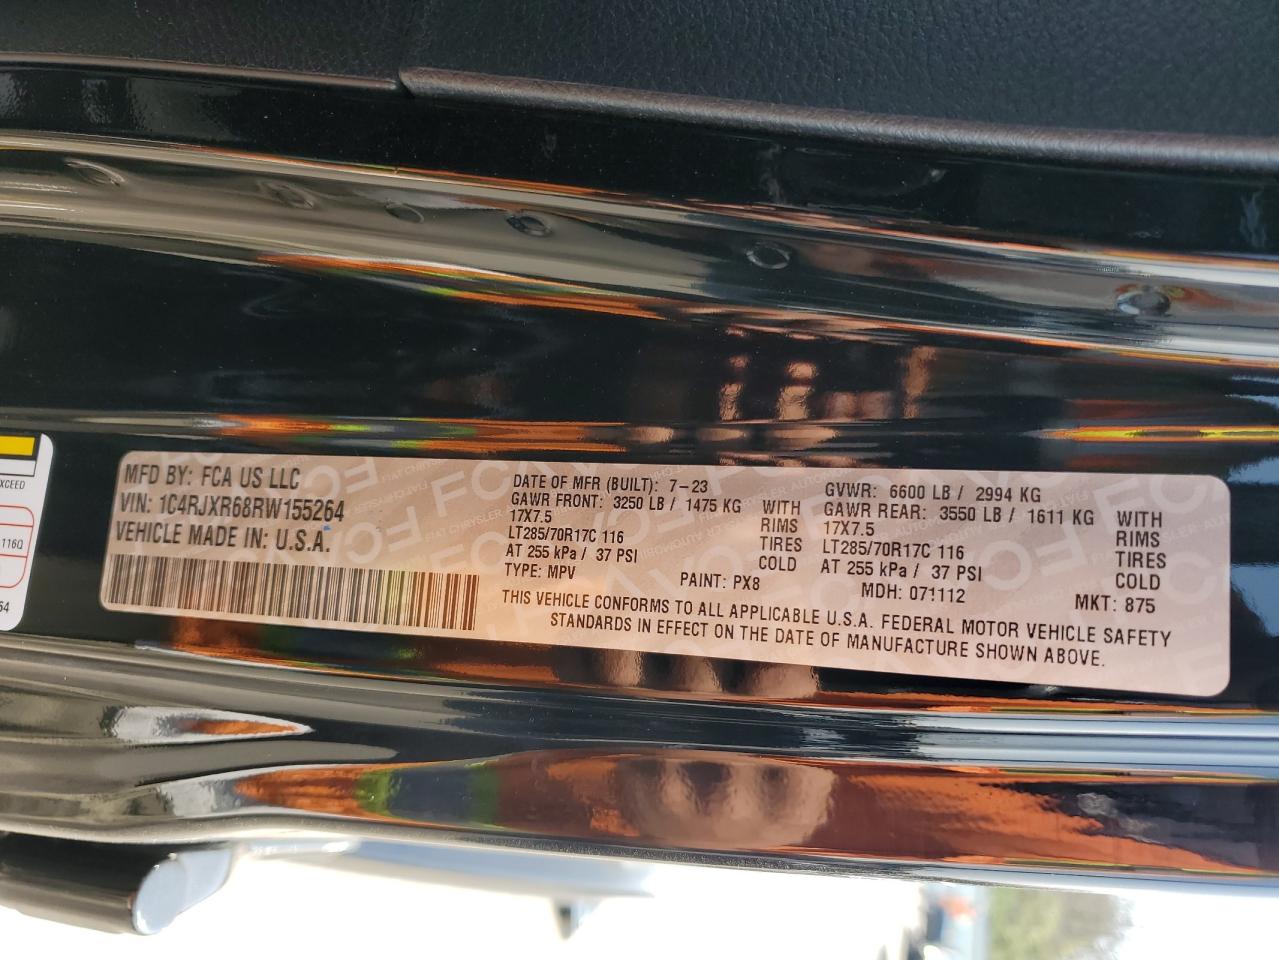 MFD BY: FCA US LLC
VIN: 1C4RJXR68RW155264
VEHICLE MADE IN: U.S.A.
DATE OF MFR (BUILT): 7-23
GAWR FRONT: 3250 LB / 1475 KG WITH
17X7.5 RIMS
LT285/70R17C 116 TIRES
AT 255 kPa / 37 PSI COLD
TYPE: MPV PAINT: PX8
GVWR: 6600 LB / 2994 KG
GAWR REAR: 3550 LB / 1611 KG WITH
17X7.5 RIMS
LT285/70R17C 116 TIRES
AT 255 kPa / 37 PSI COLD
MDH: 071112 MKT: 875
THIS VEHICLE CONFORMS TO ALL APPLICABLE U.S.A. FEDERAL MOTOR VEHICLE SAFETY
STANDARDS IN EFFECT ON THE DATE OF MANUFACTURE SHOWN ABOVE.
EXCEED
116Q
54